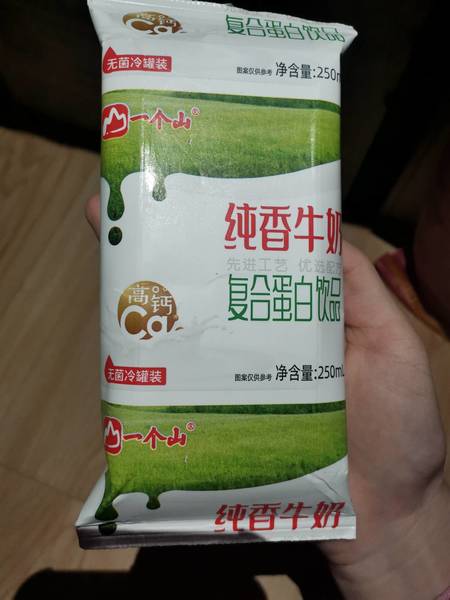 高钙
Ca
复合蛋白饮品
无菌冷罐装
图案仅供参考 净含量:250m
一个山®
纯香牛奶
先进工艺 优选配
高钙
Ca
复合蛋白饮品
无菌冷罐装
图案仅供参考 净含量:250mL
一个山®
纯香牛奶